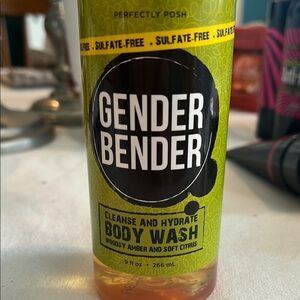 PERFECTLY POSH
FREE . SULFATE-FREE . SULFATE-FREE . SULFATE-FREE
GENDER
BENDER
CLEANSE AND HYDRATE
BODY WASH
WOODSY AMBER AND SOFT CITRUS
9 fl oz • 266 mL